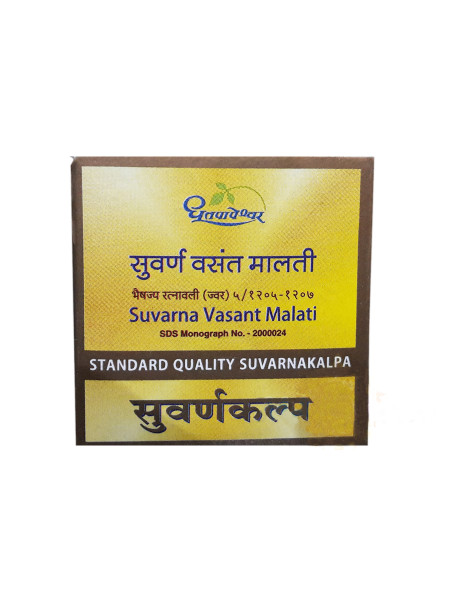 धूतपापेश्वर
सुवर्ण वसंत मालती
भैषज्य रत्नावली (ज्वर) ५/१२०५-१२०७
Suvarna Vasant Malati
SDS Monograph No. - 2000024
STANDARD QUALITY SUVARNAKALPA
सुवर्णकल्प